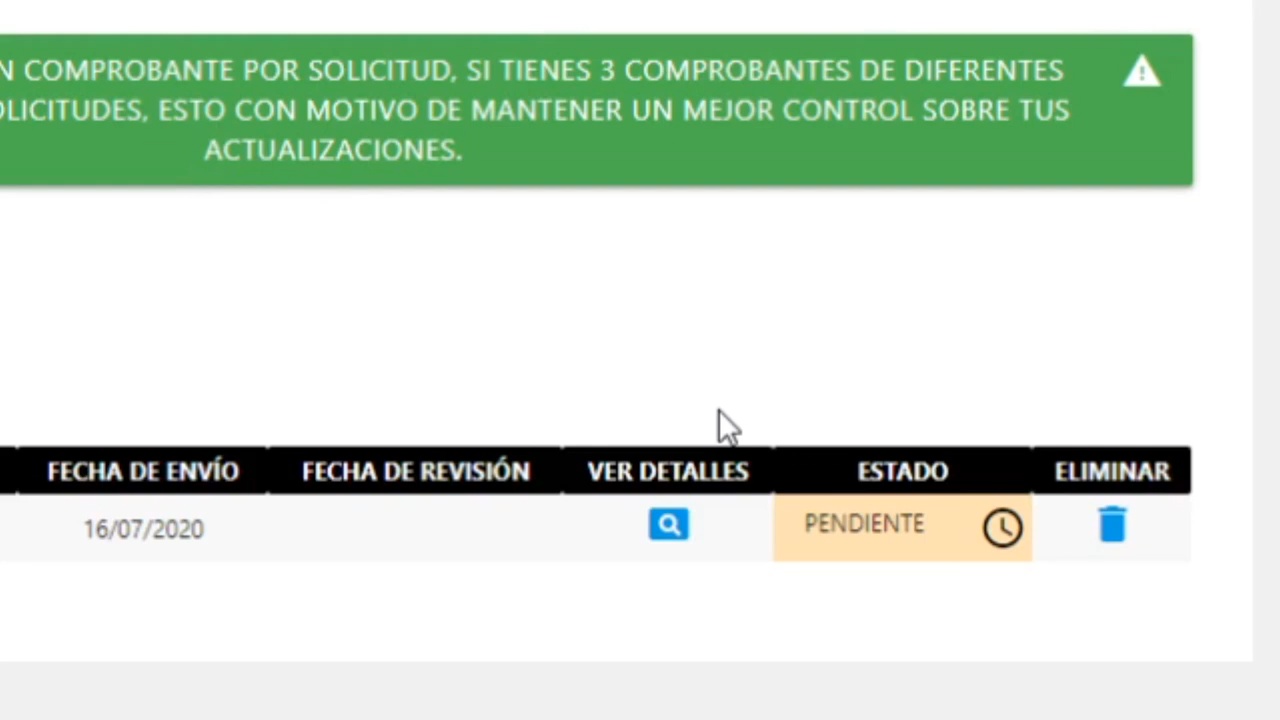 COMPROBANTE POR SOLICITUD, SI TIENES 3 COMPROBANTES DE DIFERENTES
ESTO CON MOTIVO DE MANTENER UN MEJOR CONTROL SOBRE TUS
ACTUALIZACIONES.
FECHA DE ENVÍO FECHA DE REVISIÓN VER DETALLES ESTADO ELIMINAR
16/07/2020 PENDIENTE